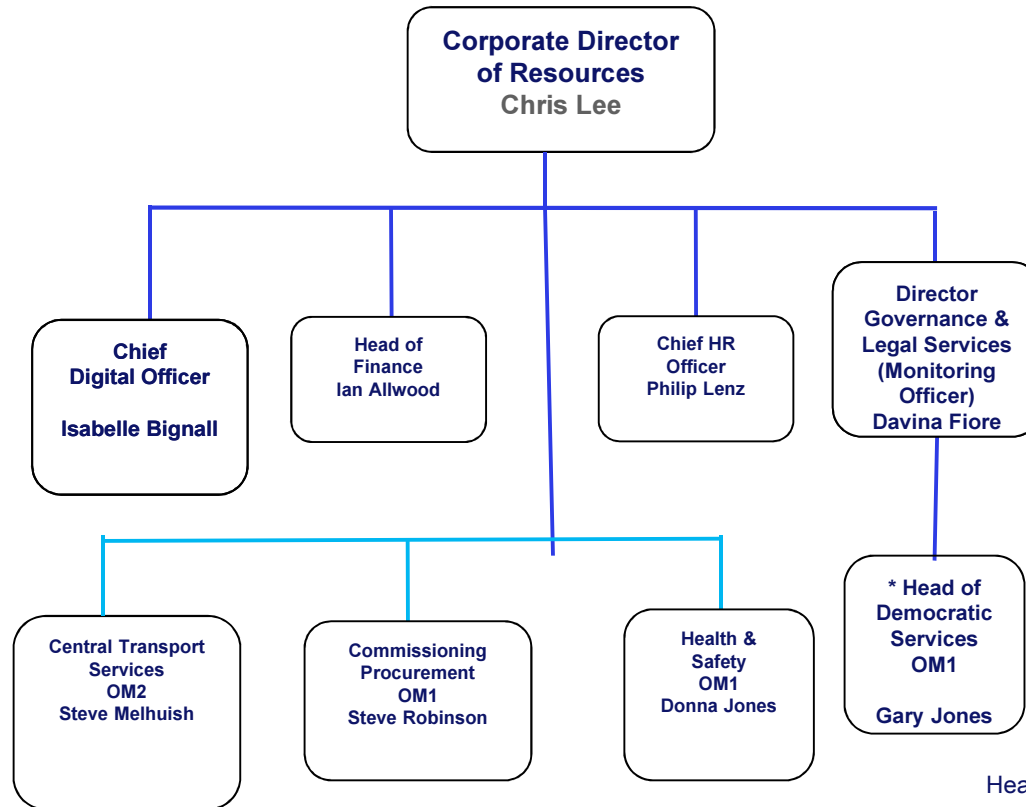 Corporate Director
of Resources
Chris Lee
Chief
Digital Officer
Isabelle Bignall
Head of
Finance
Ian Allwood
Chief HR
Officer
Philip Lenz
Director
Governance &
Legal Services
(Monitoring
Officer)
Davina Fiore
Central Transport
Services
OM2
Steve Melhuish
Commissioning
Procurement
OM1
Steve Robinson
Health &
Safety
OM1
Donna Jones
* Head of
Democratic
Services
OM1
Gary Jones